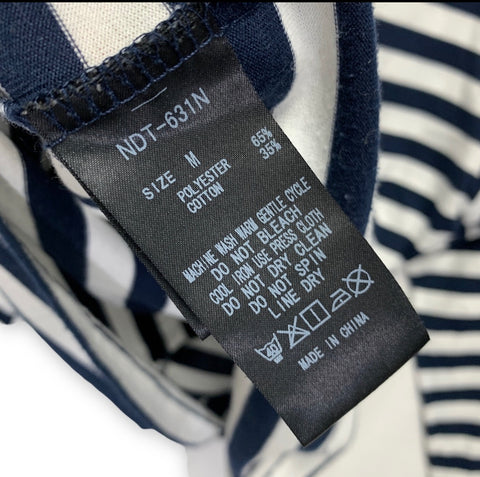 NDT-631N
SIZE M
POLYESTER 65%
COTTON 35%
MACHINE WASH WARM GENTLE CYCLE
DO NOT BLEACH
COOL IRON USE PRESS CLOTH
DO NOT DRY CLEAN
DO NOT SPIN
LINE DRY
40
MADE IN CHINA